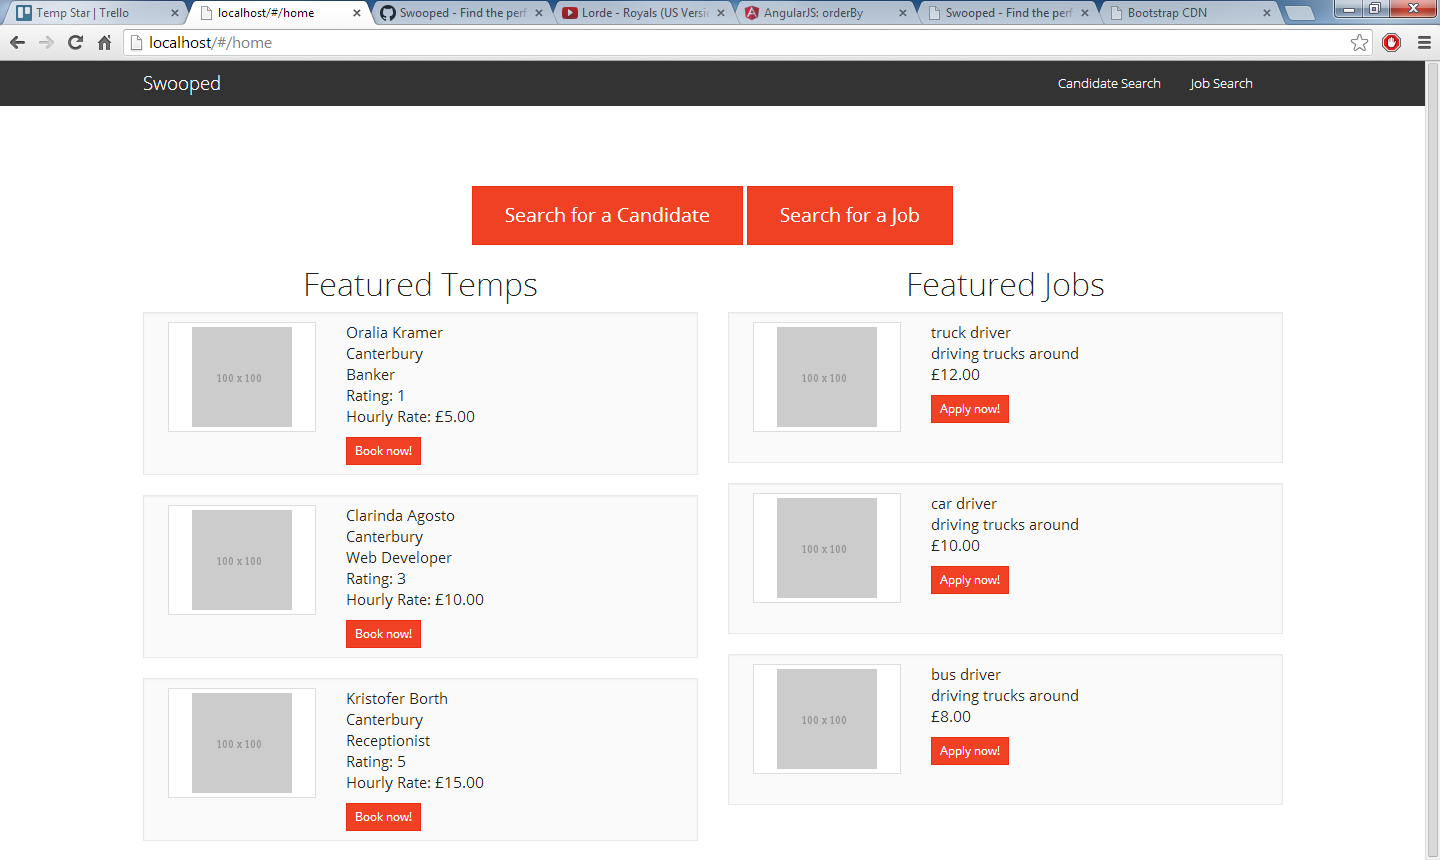 Temp Star | Trello
localhost/#/home
Swooped - Find the perf
Lorde - Royals (US Versi
AngularJS: orderBy
Swooped - Find the perf
Bootstrap CDN
localhost/#/home
Swooped
Candidate Search
Job Search
Search for a Candidate
Search for a Job
Featured Temps
100 x 100
Oralia Kramer
Canterbury
Banker
Rating: 1
Hourly Rate: £5.00
Book now!
100 x 100
Clarinda Agosto
Canterbury
Web Developer
Rating: 3
Hourly Rate: £10.00
Book now!
100 x 100
Kristofer Borth
Canterbury
Receptionist
Rating: 5
Hourly Rate: £15.00
Book now!
Featured Jobs
100 x 100
truck driver
driving trucks around
£12.00
Apply now!
100 x 100
car driver
driving trucks around
£10.00
Apply now!
100 x 100
bus driver
driving trucks around
£8.00
Apply now!